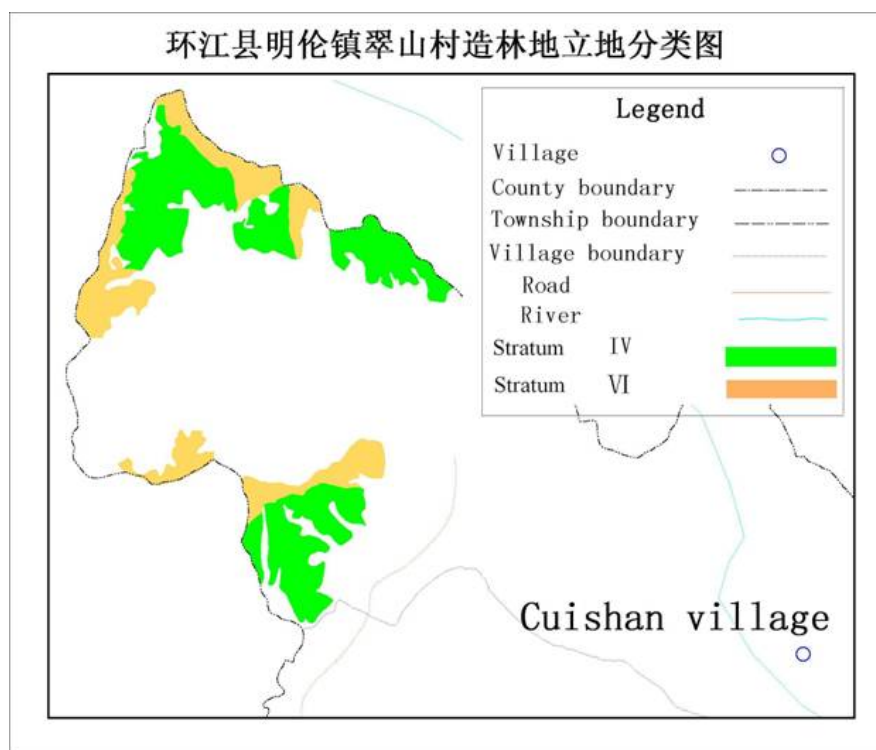 环江县明伦镇翠山村造林地立地分类图
Legend
Village
County boundary
Township boundary
Village boundary
Road
River
Stratum IV
Stratum VI
Cuishan village